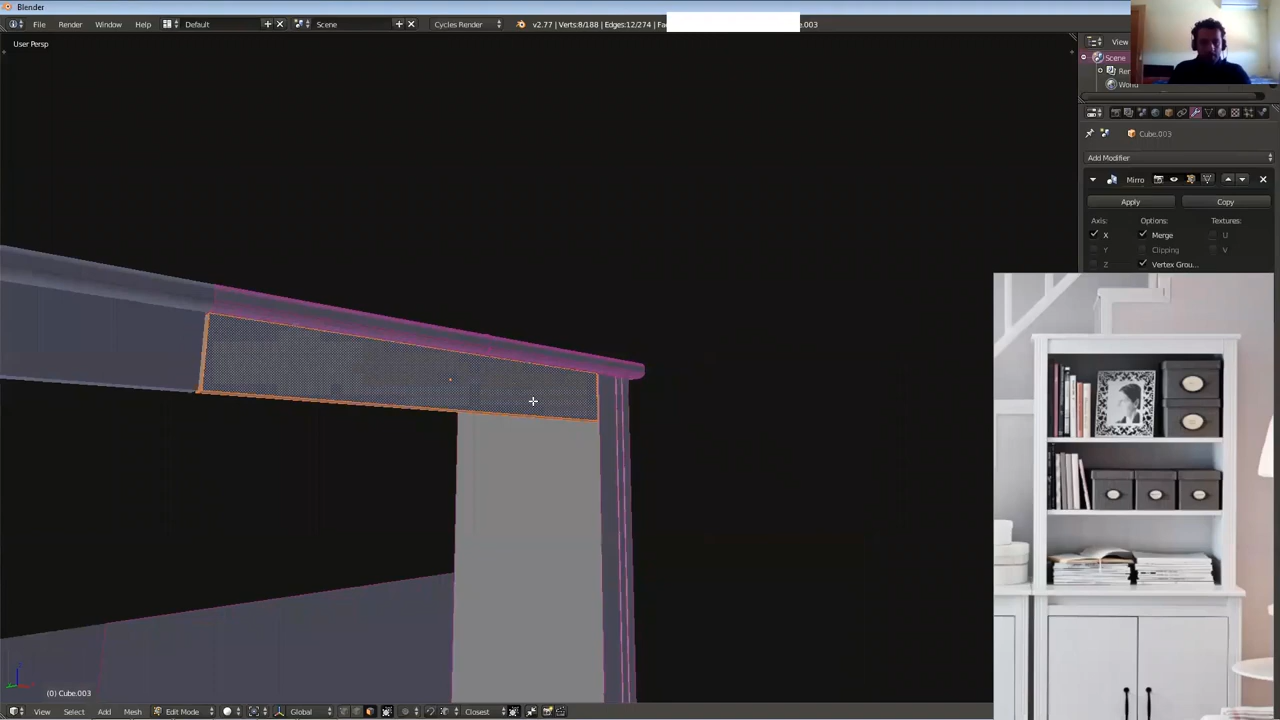 Blender
File Render Window Help Default Scene Cycles Render v2.77 | Verts:8/188 | Edges:12/274 | Fa .003
User Persp
View
Scene
Ren
World
Cube.003
Add Modifier
Mirro
Apply Copy
Axis: Options: Textures:
X Merge U
Y Clipping V
Z Vertex Grou...
(0) Cube.003
View Select Add Mesh Edit Mode Global Closest